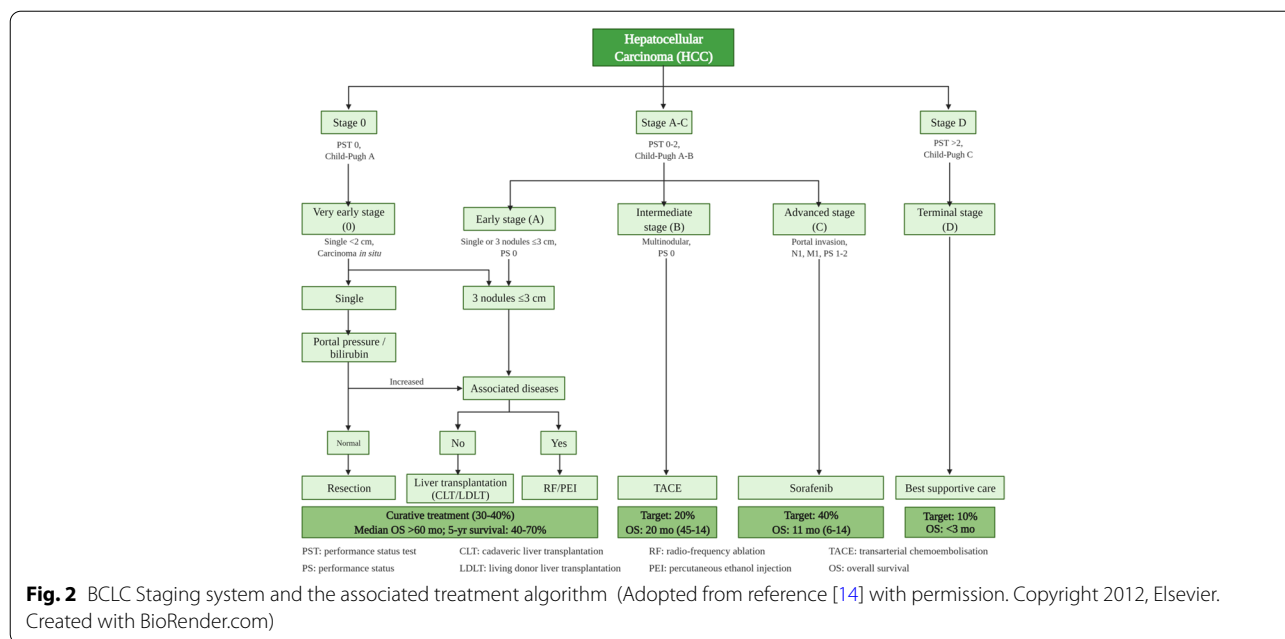 Hepatocellular
Carcinoma (HCC)
Stage 0
Stage A-C
Stage D
PST 0,
Child-Pugh A
PST 0-2,
Child-Pugh A-B
PST >2,
Child-Pugh C
Very early stage
(0)
Early stage (A)
Intermediate
stage (B)
Advanced stage
(C)
Terminal stage
(D)
Single <2 cm,
Carcinoma in situ
Single or 3 nodules ≤3 cm,
PS 0
Multinodular,
PS 0
Portal invasion,
N1, M1, PS 1-2
Single
3 nodules ≤3 cm
Portal pressure /
bilirubin
Increased
Associated diseases
Normal
No
Yes
Resection
Liver transplantation
(CLT/LDLT)
RF/PEI
TACE
Sorafenib
Best supportive care
Curative treatment (30-40%)
Median OS >60 mo; 5-yr survival: 40-70%
Target: 20%
OS: 20 mo (45-14)
Target: 40%
OS: 11 mo (6-14)
Target: 10%
OS: <3 mo
PST: performance status test
CLT: cadaveric liver transplantation
RF: radio-frequency ablation
TACE: transarterial chemoembolisation
PS: performance status
LDLT: living donor liver transplantation
PEI: percutaneous ethanol injection
OS: overall survival
Fig. 2 BCLC Staging system and the associated treatment algorithm (Adopted from reference [14] with permission. Copyright 2012, Elsevier.
Created with BioRender.com)